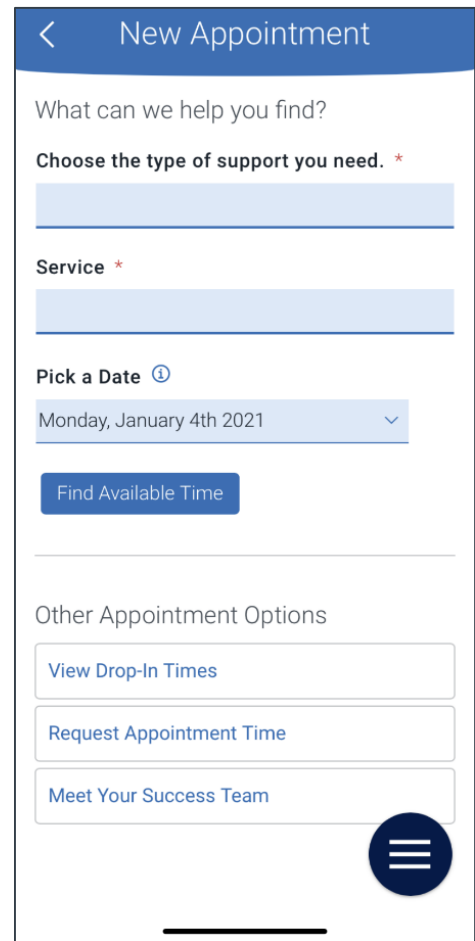 New Appointment
What can we help you find?
Choose the type of support you need. *
Service *
Pick a Date
Monday, January 4th 2021
Find Available Time
Other Appointment Options
View Drop-In Times
Request Appointment Time
Meet Your Success Team